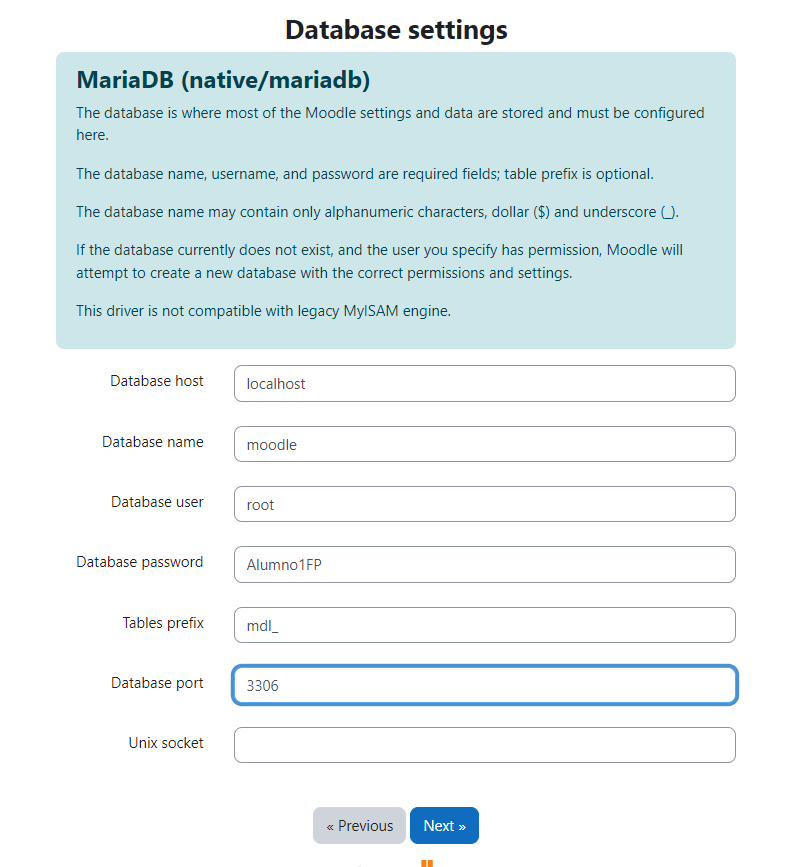 Database settings
MariaDB (native/mariadb)
The database is where most of the Moodle settings and data are stored and must be configured
here.
The database name, username, and password are required fields; table prefix is optional.
The database name may contain only alphanumeric characters, dollar ($) and underscore (_).
If the database currently does not exist, and the user you specify has permission, Moodle will
attempt to create a new database with the correct permissions and settings.
This driver is not compatible with legacy MyISAM engine.
Database host localhost
Database name moodle
Database user root
Database password Alumno1FP
Tables prefix mdl_
Database port 3306
Unix socket
« Previous Next »